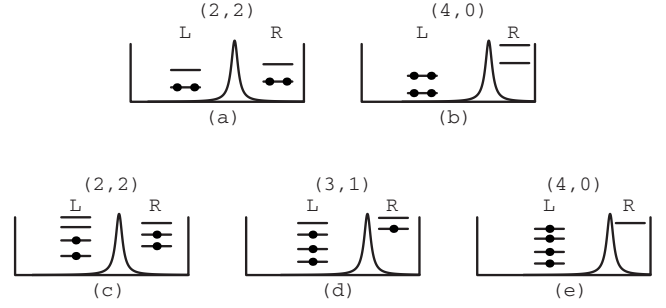 (2,2)
L R
(a)
(4,0)
L R
(b)
(2,2)
L R
(c)
(3,1)
L R
(d)
(4,0)
L R
(e)